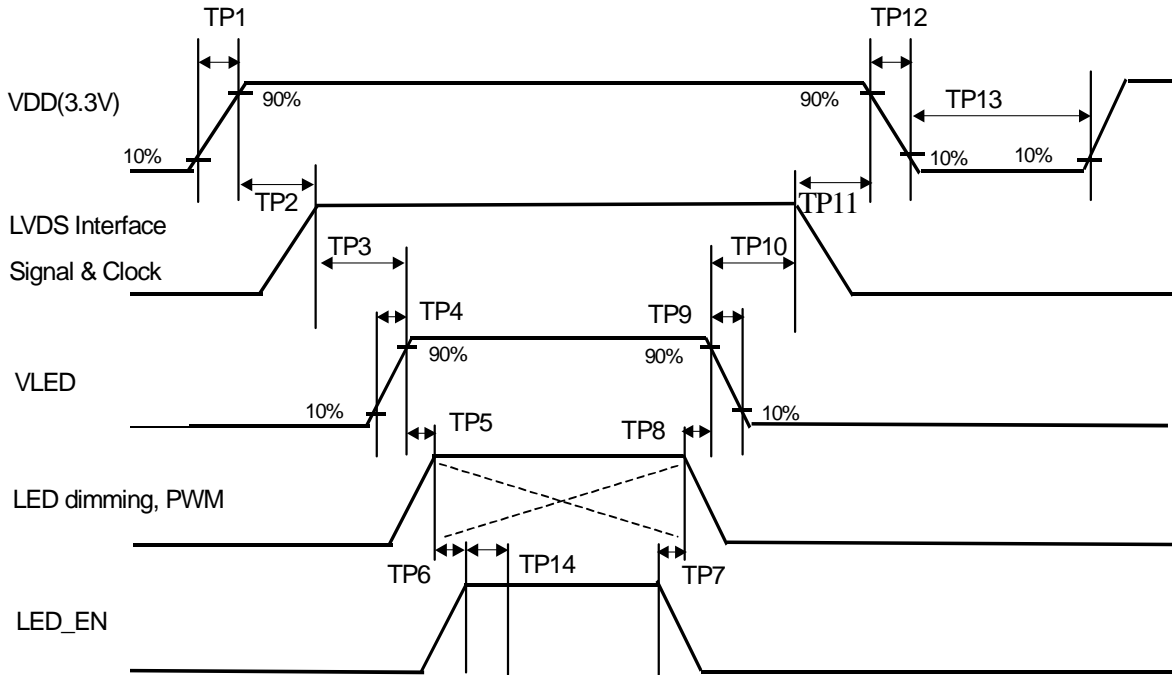 TP1
TP12
VDD(3.3V)
90%
90%
TP13
10%
10%
10%
TP2
TP11
LVDS Interface
Signal & Clock
TP3
TP10
TP4
TP9
90%
90%
VLED
10%
10%
TP5
TP8
LED dimming, PWM
TP6
TP14
TP7
LED_EN